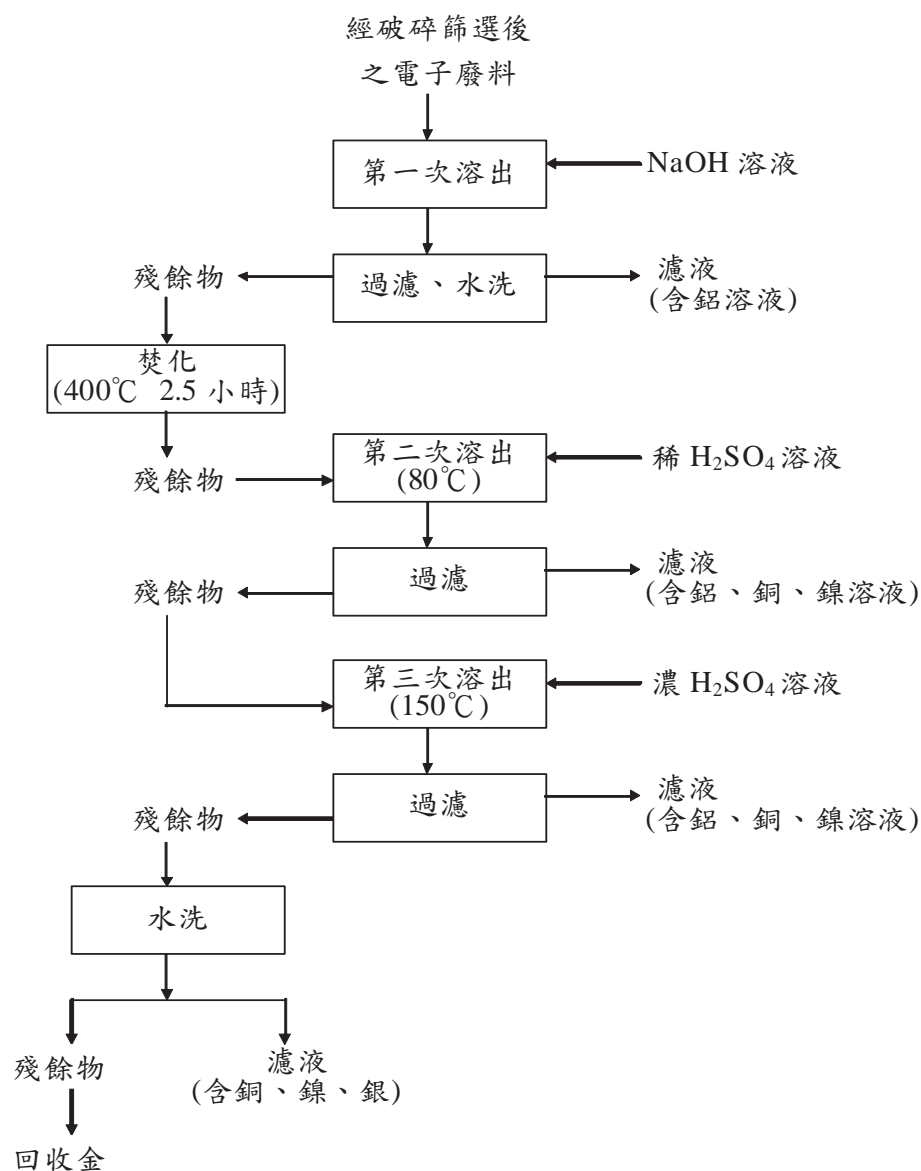 經破碎篩選後
之電子廢料
第一次溶出
NaOH 溶液
殘餘物
過濾、水洗
濾液
(含鋁溶液)
焚化
(400℃ 2.5 小時)
殘餘物
第二次溶出
(80℃)
稀 H₂SO₄ 溶液
殘餘物
過濾
濾液
(含鋁、銅、鎳溶液)
第三次溶出
(150℃)
濃 H₂SO₄ 溶液
殘餘物
過濾
濾液
(含鋁、銅、鎳溶液)
水洗
殘餘物
濾液
(含銅、鎳、銀)
回收金